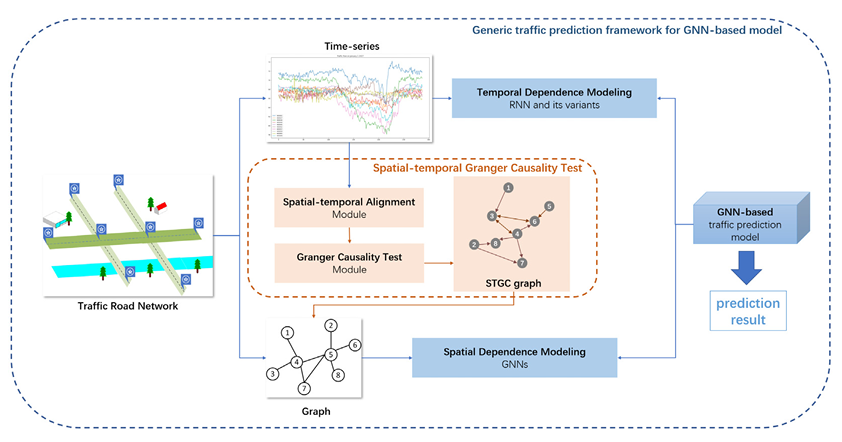 Generic traffic prediction framework for GNN-based model
Time-series
Temporal Dependence Modeling
RNN and its variants
Spatial-temporal Granger Causality Test
Spatial-temporal Alignment
Module
Granger Causality Test
Module
1
5
3
6
4
2
8
7
STGC graph
GNN-based
traffic prediction
model
prediction
result
Traffic Road Network
1
2
6
4
5
3
8
7
Graph
Spatial Dependence Modeling
GNNs